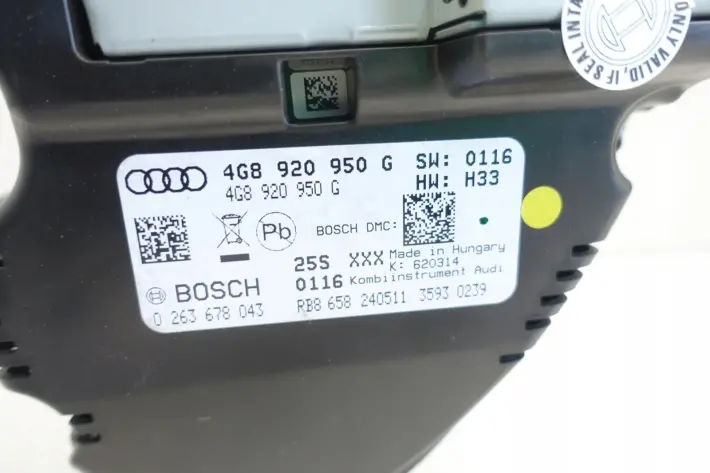 ONLY VALID, IF SEAL INTA
4G8 920 950 G SW: 0116
4G8 920 950 G HW: H33
Pb BOSCH DMC:
25S XXX Made in Hungary
K: 620314
BOSCH 0116 Kombiinstrument Audi
0 263 678 043 RB8 658 240511 3593 0239